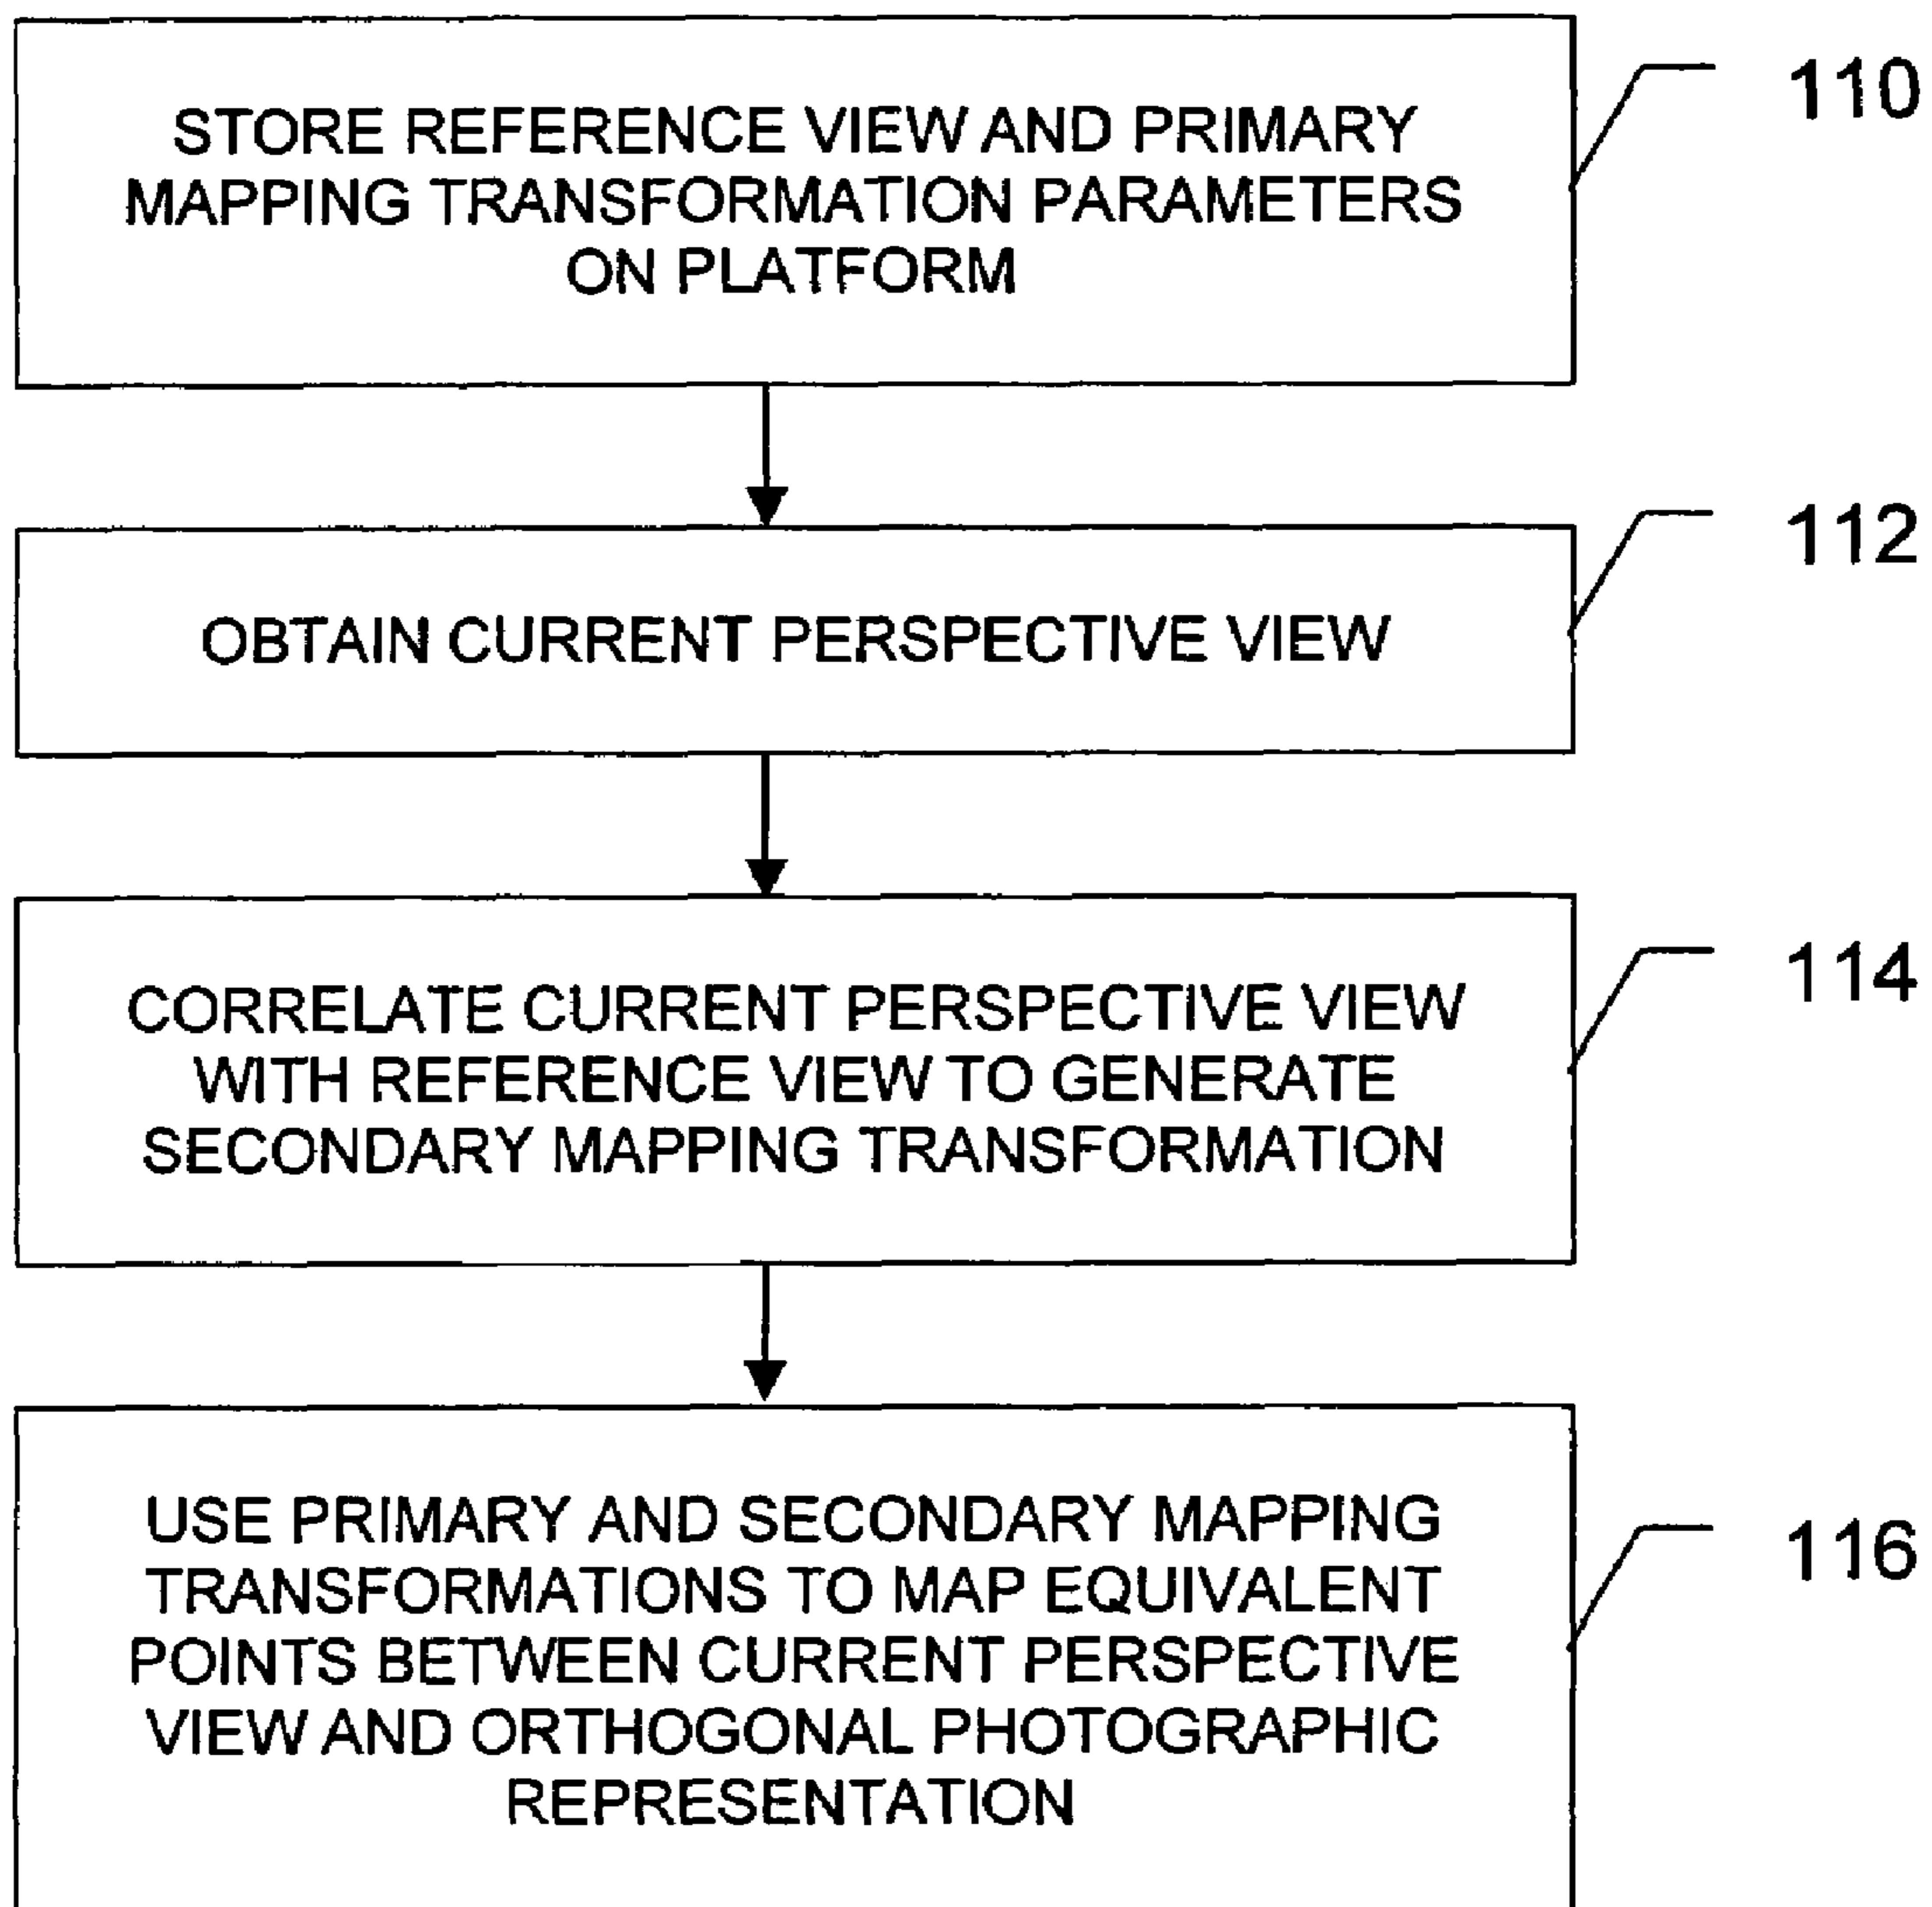 STORE REFERENCE VIEW AND PRIMARY
MAPPING TRANSFORMATION PARAMETERS
ON PLATFORM
110
OBTAIN CURRENT PERSPECTIVE VIEW
112
CORRELATE CURRENT PERSPECTIVE VIEW
WITH REFERENCE VIEW TO GENERATE
SECONDARY MAPPING TRANSFORMATION
114
USE PRIMARY AND SECONDARY MAPPING
TRANSFORMATIONS TO MAP EQUIVALENT
POINTS BETWEEN CURRENT PERSPECTIVE
VIEW AND ORTHOGONAL PHOTOGRAPHIC
REPRESENTATION
116